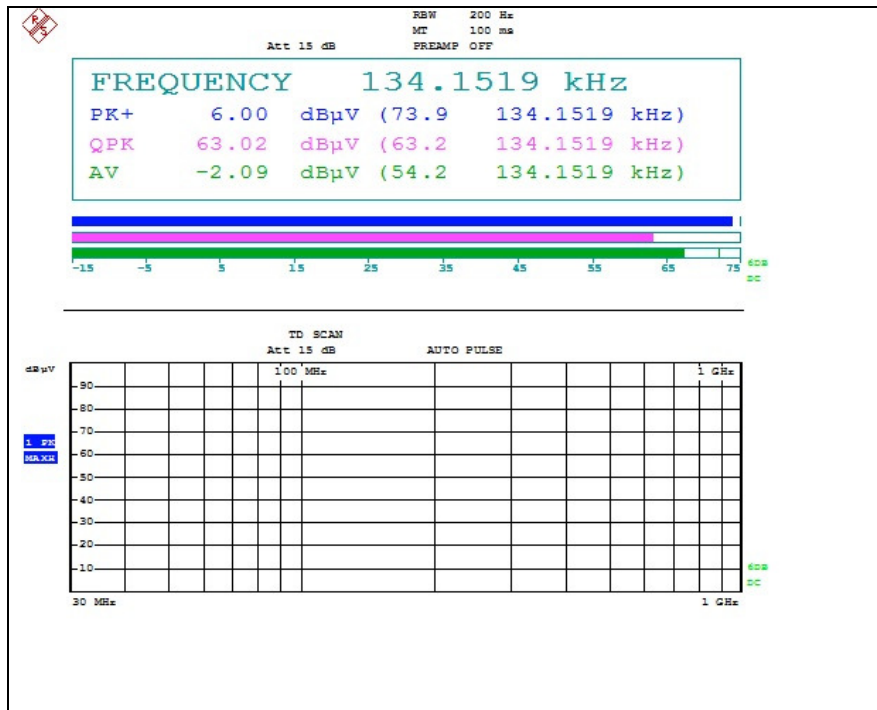 R S
RBW 200 Hz
MT 100 ms
Att 15 dB PREAMP OFF
FREQUENCY 134.1519 kHz
PK+ 6.00 dBµV (73.9 134.1519 kHz)
QPK 63.02 dBµV (63.2 134.1519 kHz)
AV -2.09 dBµV (54.2 134.1519 kHz)
-15 -5 5 15 25 35 45 55 65 75
6DB
DC
TD SCAN
Att 15 dB AUTO PULSE
dBµV
100 MHz 1 GHz
90
80
70
1 PK
MAXH
60
50
40
30
20
10
6DB
DC
30 MHz 1 GHz